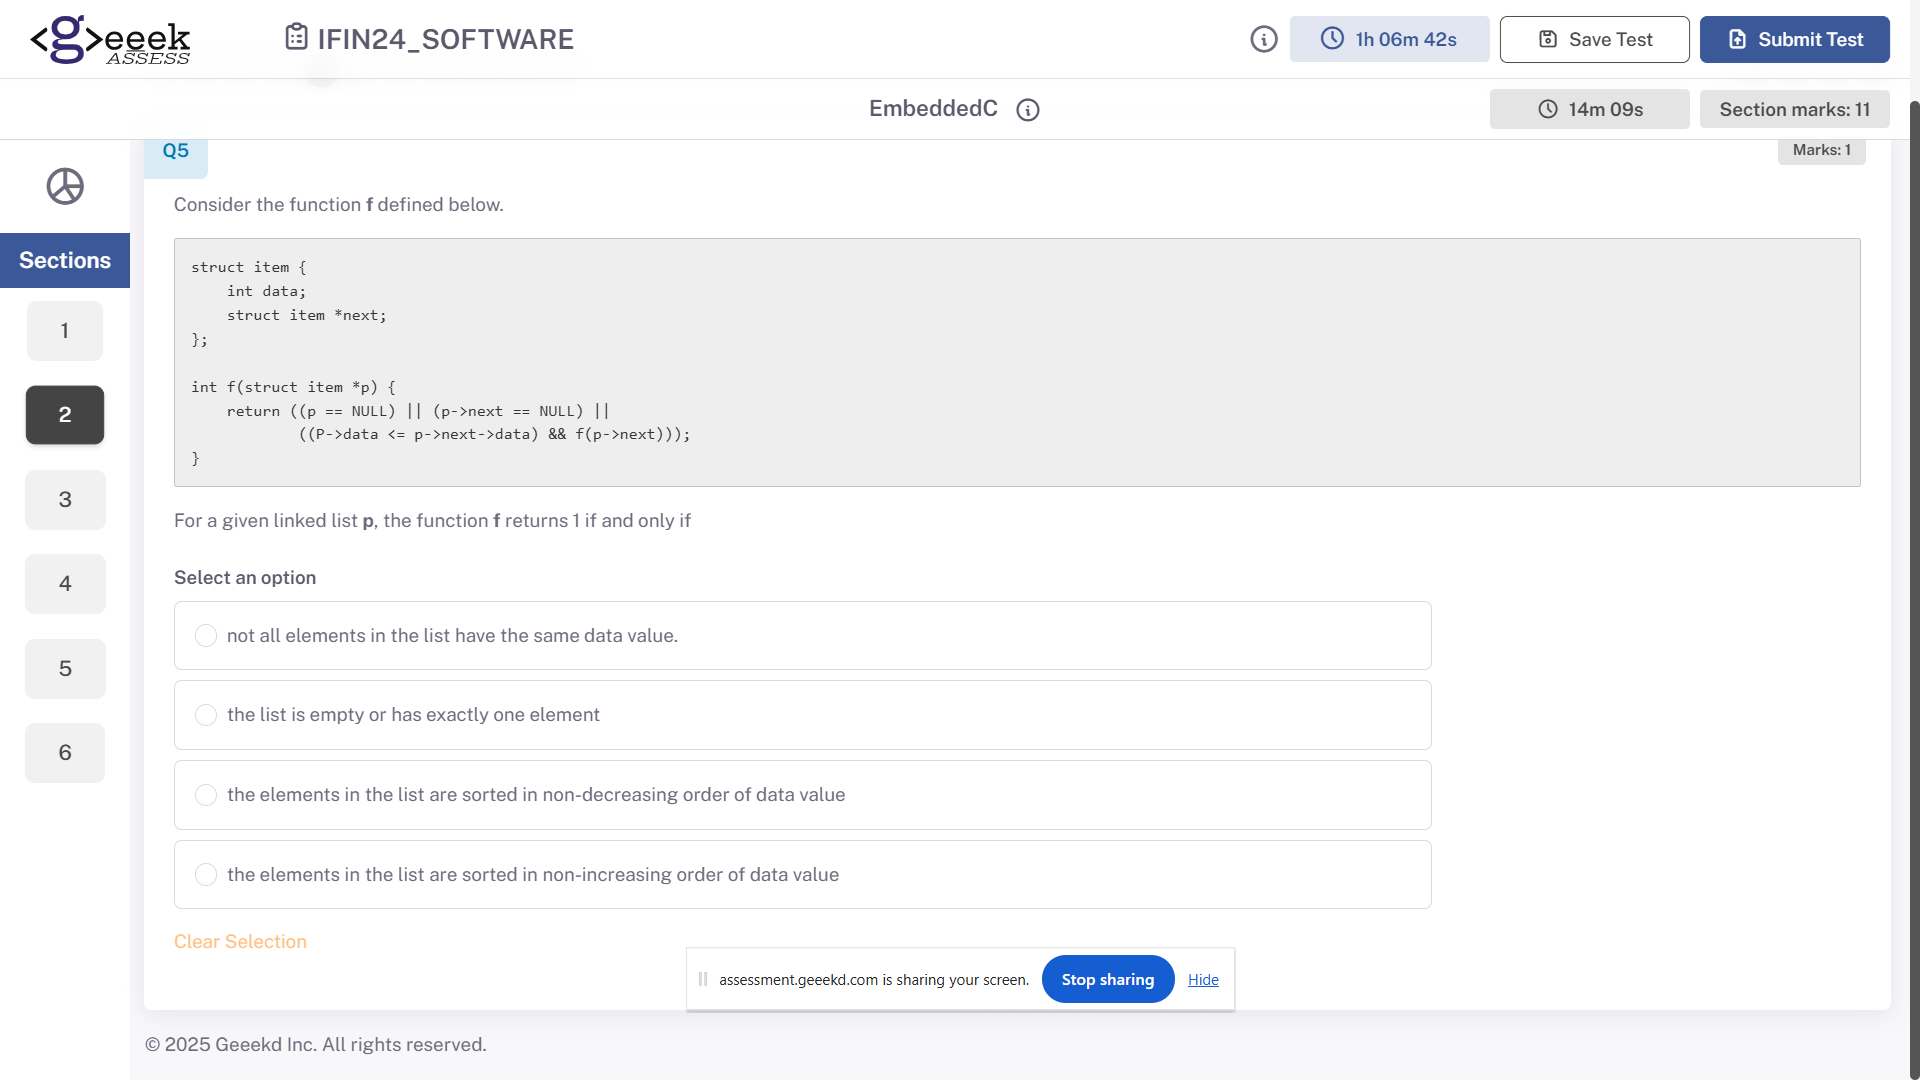 <g>eeek
ASSESS
IFIN24_SOFTWARE
1h 06m 42s
Save Test
Submit Test
EmbeddedC
14m 09s
Section marks: 11
Q5
Marks: 1
Consider the function f defined below.
Sections
struct item {
    int data;
    struct item *next;
};
int f(struct item *p) {
    return ((p == NULL) || (p->next == NULL) ||
            ((P->data <= p->next->data) && f(p->next)));
}
1
2
3
4
5
6
For a given linked list p, the function f returns 1 if and only if
Select an option
not all elements in the list have the same data value.
the list is empty or has exactly one element
the elements in the list are sorted in non-decreasing order of data value
the elements in the list are sorted in non-increasing order of data value
Clear Selection
assessment.geeekd.com is sharing your screen.
Stop sharing
Hide
© 2025 Geeekd Inc. All rights reserved.